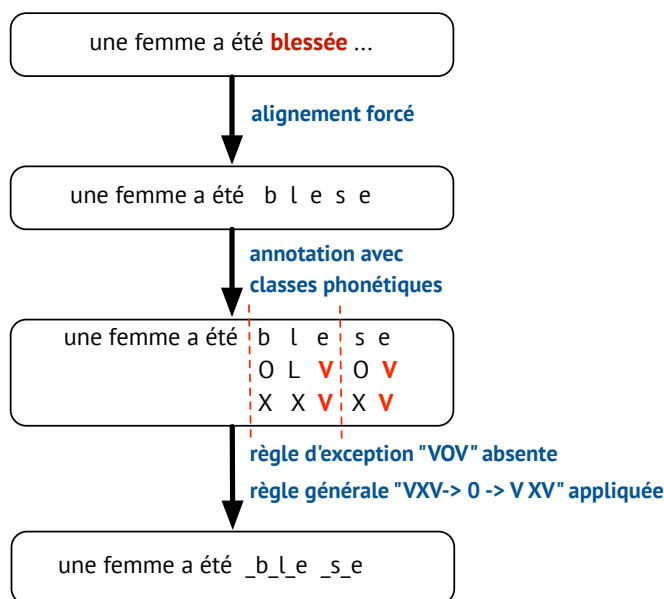 une femme a été blessée ...
alignement forcé
une femme a été b l e s e
annotation avec
classes phonétiques
une femme a été b l e s e
O L V O V
X X V X V
règle d'exception "VOV" absente
règle générale "VXV-> 0 -> V XV" appliquée
une femme a été _b_l_e _s_e